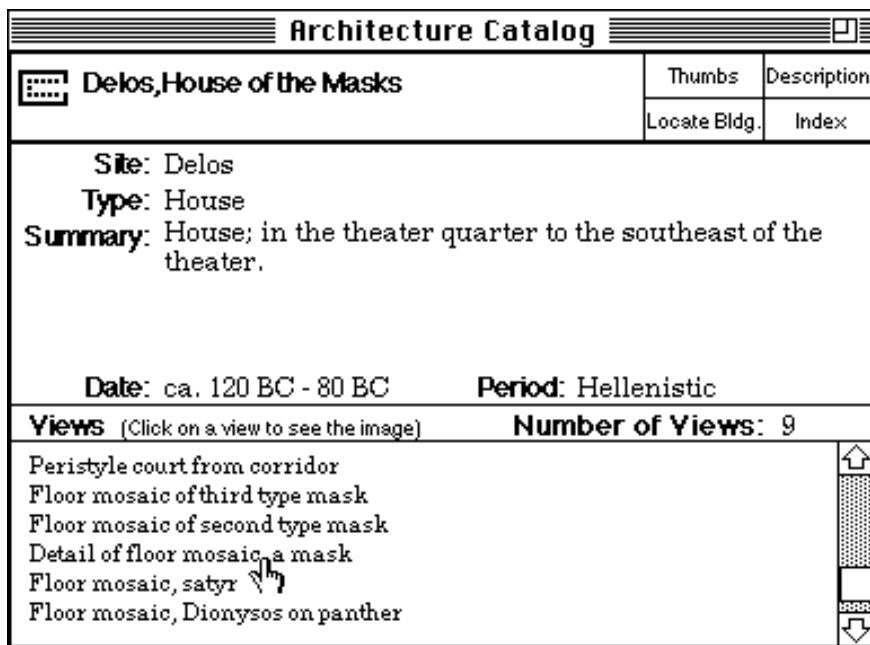 Architecture Catalog
Delos, House of the Masks
Thumbs
Description
Locate Bldg.
Index
Site: Delos
Type: House
Summary: House; in the theater quarter to the southeast of the
theater.
Date: ca. 120 BC - 80 BC
Period: Hellenistic
Views (Click on a view to see the image)
Number of Views: 9
Peristyle court from corridor
Floor mosaic of third type mask
Floor mosaic of second type mask
Detail of floor mosaic, a mask
Floor mosaic, satyr
Floor mosaic, Dionysos on panther